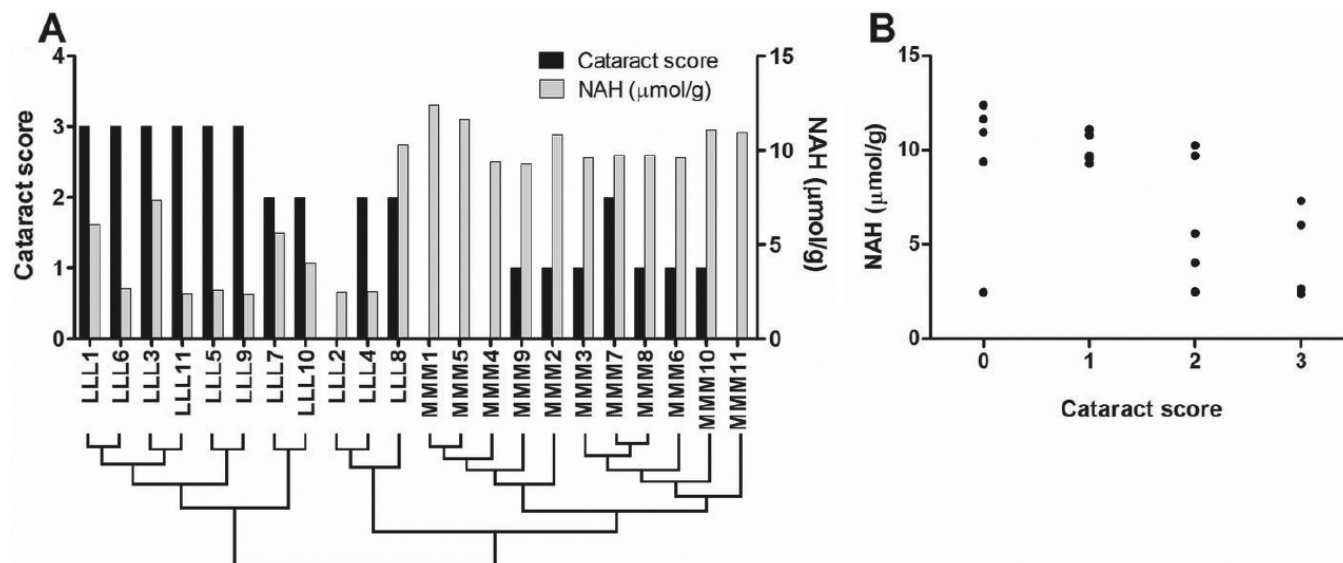 A
Cataract score
4
3
2
1
0
Cataract score
NAH (μmol/g)
15
10
5
0
NAH (μmol/g)
LLL1
LLL6
LLL3
LLL11
LLL5
LLL9
LLL7
LLL10
LLL2
LLL4
LLL8
MMM1
MMM5
MMM4
MMM9
MMM2
MMM3
MMM7
MMM8
MMM6
MMM10
MMM11
B
NAH (μmol/g)
15
10
5
0
0 1 2 3
Cataract score